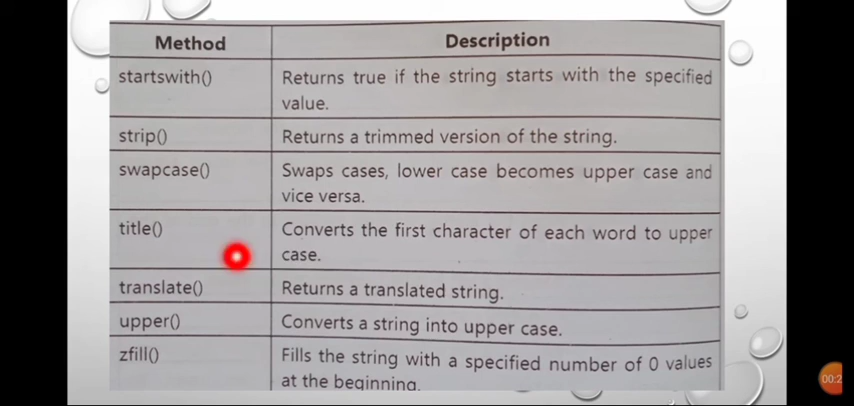 Method Description
startswith() Returns true if the string starts with the specified
value.
strip() Returns a trimmed version of the string.
swapcase() Swaps cases, lower case becomes upper case and
vice versa.
title() Converts the first character of each word to upper
case.
translate() Returns a translated string.
upper() Converts a string into upper case.
zfill() Fills the string with a specified number of 0 values
at the beginning.
00:2